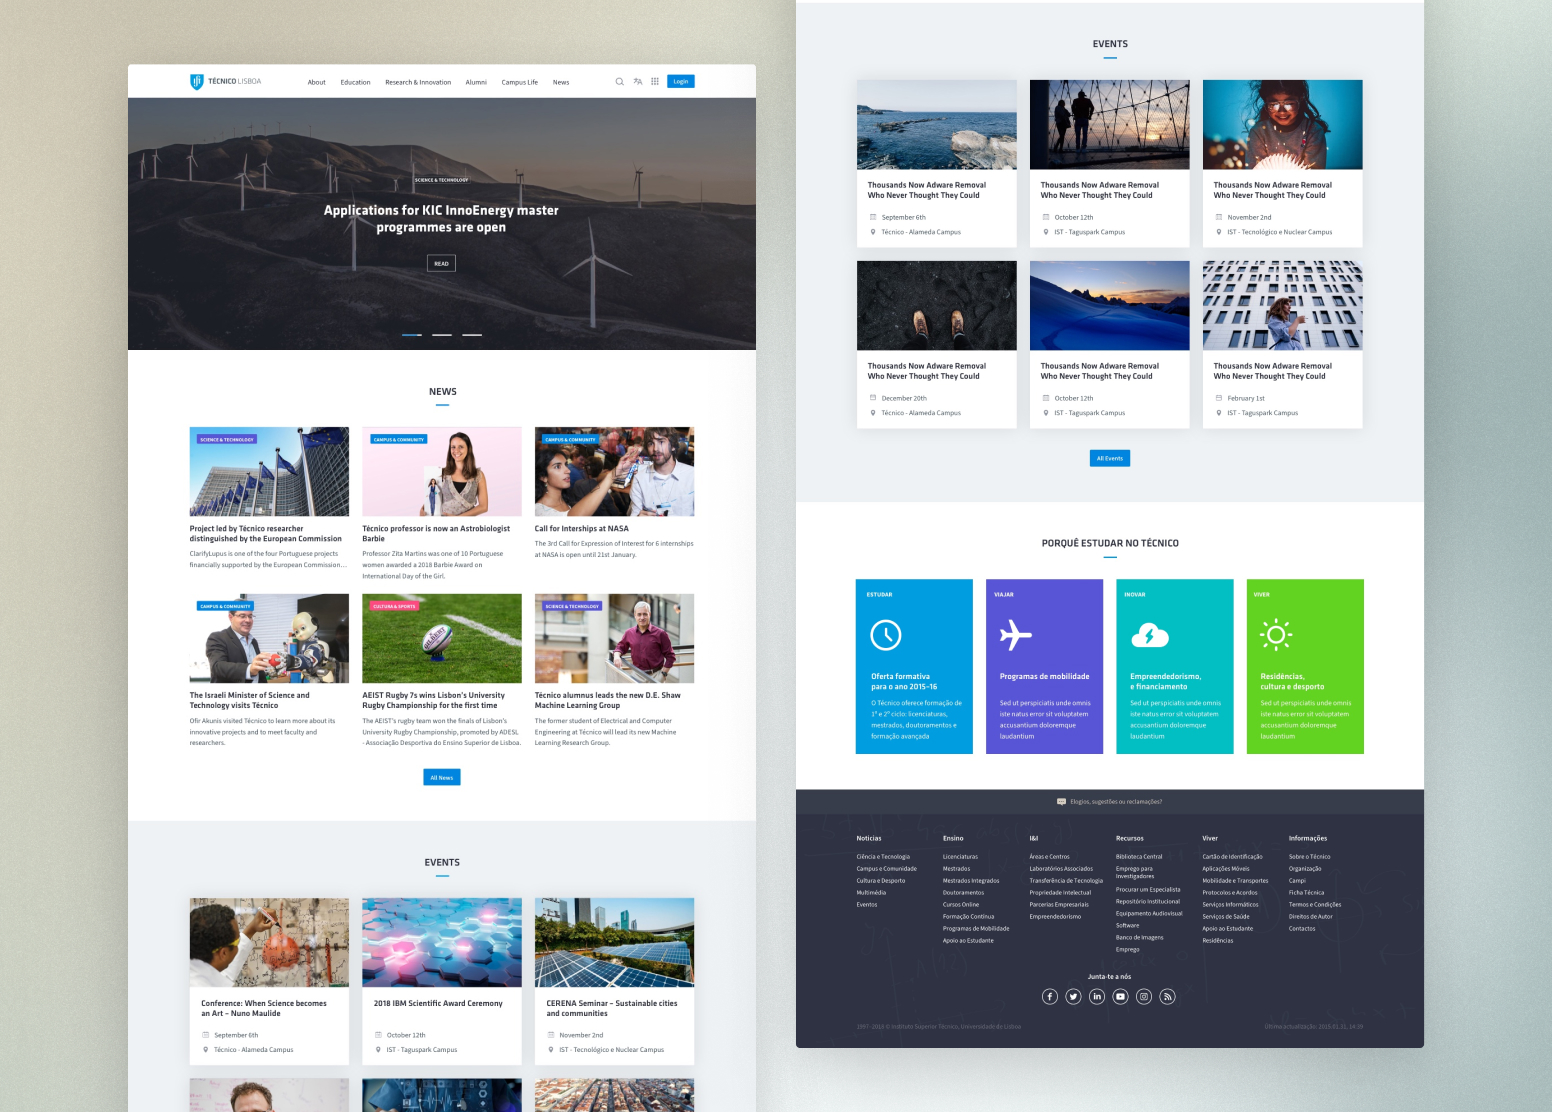 TÉCNICO LISBOA
About
Education
Research & Innovation
Alumni
Campus Life
News
Login
SCIENCE & TECHNOLOGY
Applications for KIC InnoEnergy master
programmes are open
READ
NEWS
SCIENCE & TECHNOLOGY
Project led by Técnico researcher
distinguished by the European Commission
ClarifyLupus is one of the four Portuguese projects
financially supported by the European Commission...
CAMPUS & COMMUNITY
Técnico professor is now an Astrobiologist
Barbie
Professor Zita Martins was one of 10 Portuguese
women awarded a 2018 Barbie Award on
International Day of the Girl.
CAMPUS & COMMUNITY
Call for Interships at NASA
The 3rd Call for Expression of Interest for 6 internships
at NASA is open until 21st January.
CAMPUS & COMMUNITY
The Israeli Minister of Science and
Technology visits Técnico
Ofir Akunis visited Técnico to learn more about its
innovative projects and to meet faculty and
researchers.
CULTURA & SPORTS
GILBERT
AEIST Rugby 7s wins Lisbon's University
Rugby Championship for the first time
The AEIST's rugby team won the finals of Lisbon's
University Rugby Championship, promoted by ADESL
- Associação Desportiva do Ensino Superior de Lisboa.
SCIENCE & TECHNOLOGY
Técnico alumnus leads the new D.E. Shaw
Machine Learning Group
The former student of Electrical and Computer
Engineering at Técnico will lead its new Machine
Learning Research Group.
All News
EVENTS
Conference: When Science becomes
an Art – Nuno Maulide
September 6th
Técnico - Alameda Campus
2018 IBM Scientific Award Ceremony
October 12th
IST - Taguspark Campus
CERENA Seminar – Sustainable cities
and communities
November 2nd
IST - Tecnológico e Nuclear Campus
EVENTS
Thousands Now Adware Removal
Who Never Thought They Could
September 6th
Técnico - Alameda Campus
Thousands Now Adware Removal
Who Never Thought They Could
October 12th
IST - Taguspark Campus
Thousands Now Adware Removal
Who Never Thought They Could
November 2nd
IST - Tecnológico e Nuclear Campus
Thousands Now Adware Removal
Who Never Thought They Could
December 20th
Técnico - Alameda Campus
Thousands Now Adware Removal
Who Never Thought They Could
October 12th
IST - Taguspark Campus
Thousands Now Adware Removal
Who Never Thought They Could
February 1st
IST - Taguspark Campus
All Events
PORQUÊ ESTUDAR NO TÉCNICO
ESTUDAR
Oferta formativa
para o ano 2015-16
O Técnico oferece formação de
1º e 2º ciclo: licenciaturas,
mestrados, doutoramentos e
formação avançada
VIAJAR
Programas de mobilidade
Sed ut perspiciatis unde omnis
iste natus error sit voluptatem
accusantium doloremque
laudantium
INOVAR
Empreendedorismo,
e financiamento
Sed ut perspiciatis unde omnis
iste natus error sit voluptatem
accusantium doloremque
laudantium
VIVER
Residências,
cultura e desporto
Sed ut perspiciatis unde omnis
iste natus error sit voluptatem
accusantium doloremque
laudantium
Elogios, sugestões ou reclamações?
Notícias
Ciência e Tecnologia
Campus e Comunidade
Cultura e Desporto
Multimédia
Eventos
Ensino
Licenciaturas
Mestrados
Mestrados Integrados
Doutoramentos
Cursos Online
Formação Contínua
Programas de Mobilidade
Apoio ao Estudante
I&I
Áreas e Centros
Laboratórios Associados
Transferência de Tecnologia
Propriedade Intelectual
Parcerias Empresariais
Empreendedorismo
Recursos
Biblioteca Central
Emprego para
Investigadores
Procurar um Especialista
Repositório Institucional
Equipamento Audiovisual
Software
Banco de Imagens
Emprego
Viver
Cartão de Identificação
Aplicações Móveis
Mobilidade e Transportes
Protocolos e Acordos
Serviços Informáticos
Serviços de Saúde
Apoio ao Estudante
Residências
Informações
Sobre o Técnico
Organização
Campi
Ficha Técnica
Termos e Condições
Direitos de Autor
Contactos
Junta-te a nós